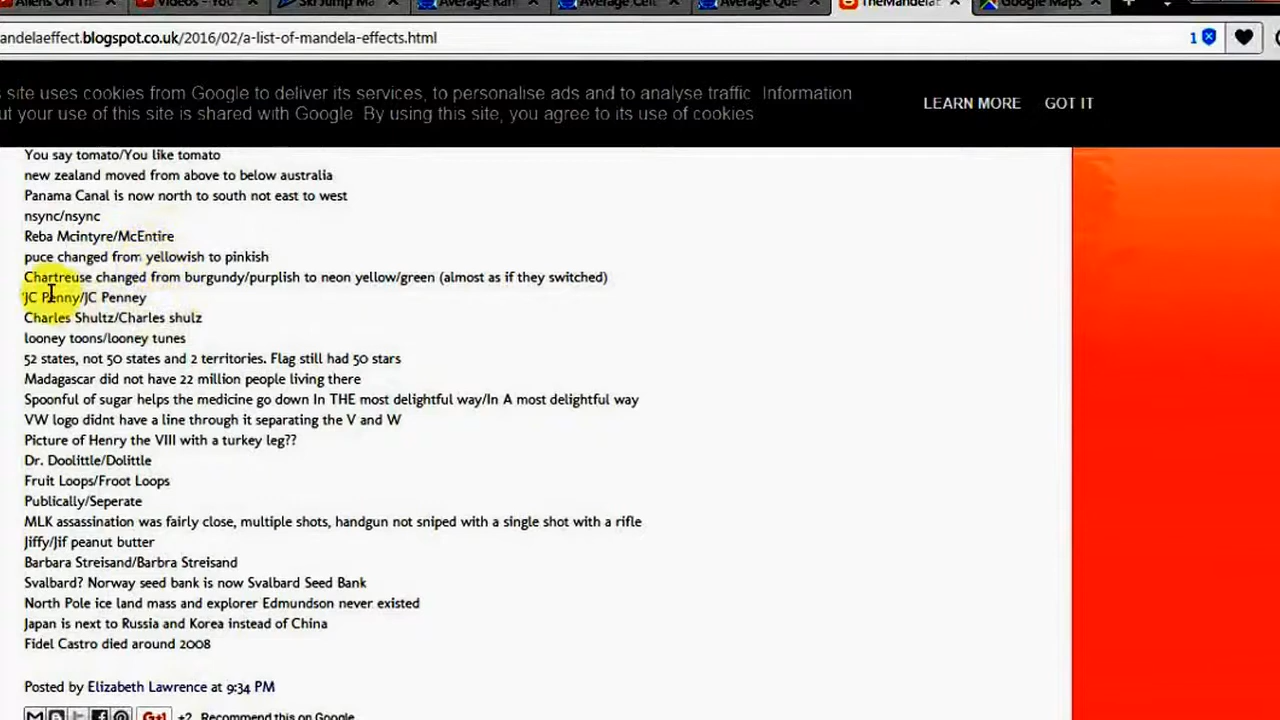 Aliens On Th
Videos - You
Ski Jump Ma
TheMandela
Google Maps
andelaeffect.blogspot.co.uk/2016/02/a-list-of-mandela-effects.html
1
site uses cookies from Google to deliver its services, to personalise ads and to analyse traffic. Information
ut your use of this site is shared with Google. By using this site, you agree to its use of cookies
LEARN MORE GOT IT
You say tomato/You like tomato
new zealand moved from above to below australia
Panama Canal is now north to south not east to west
nsync/nsync
Reba Mcintyre/McEntire
puce changed from yellowish to pinkish
Chartreuse changed from burgundy/purplish to neon yellow/green (almost as if they switched)
JC Penny/JC Penney
Charles Shultz/Charles shulz
looney toons/looney tunes
52 states, not 50 states and 2 territories. Flag still had 50 stars
Madagascar did not have 22 million people living there
Spoonful of sugar helps the medicine go down In THE most delightful way/In A most delightful way
VW logo didnt have a line through it separating the V and W
Picture of Henry the VIII with a turkey leg??
Dr. Doolittle/Dolittle
Fruit Loops/Froot Loops
Publically/Seperate
MLK assassination was fairly close, multiple shots, handgun not sniped with a single shot with a rifle
Jiffy/Jif peanut butter
Barbara Streisand/Barbra Streisand
Svalbard? Norway seed bank is now Svalbard Seed Bank
North Pole ice land mass and explorer Edmundson never existed
Japan is next to Russia and Korea instead of China
Fidel Castro died around 2008
Posted by Elizabeth Lawrence at 9:34 PM
G+1 +2 Recommend this on Google